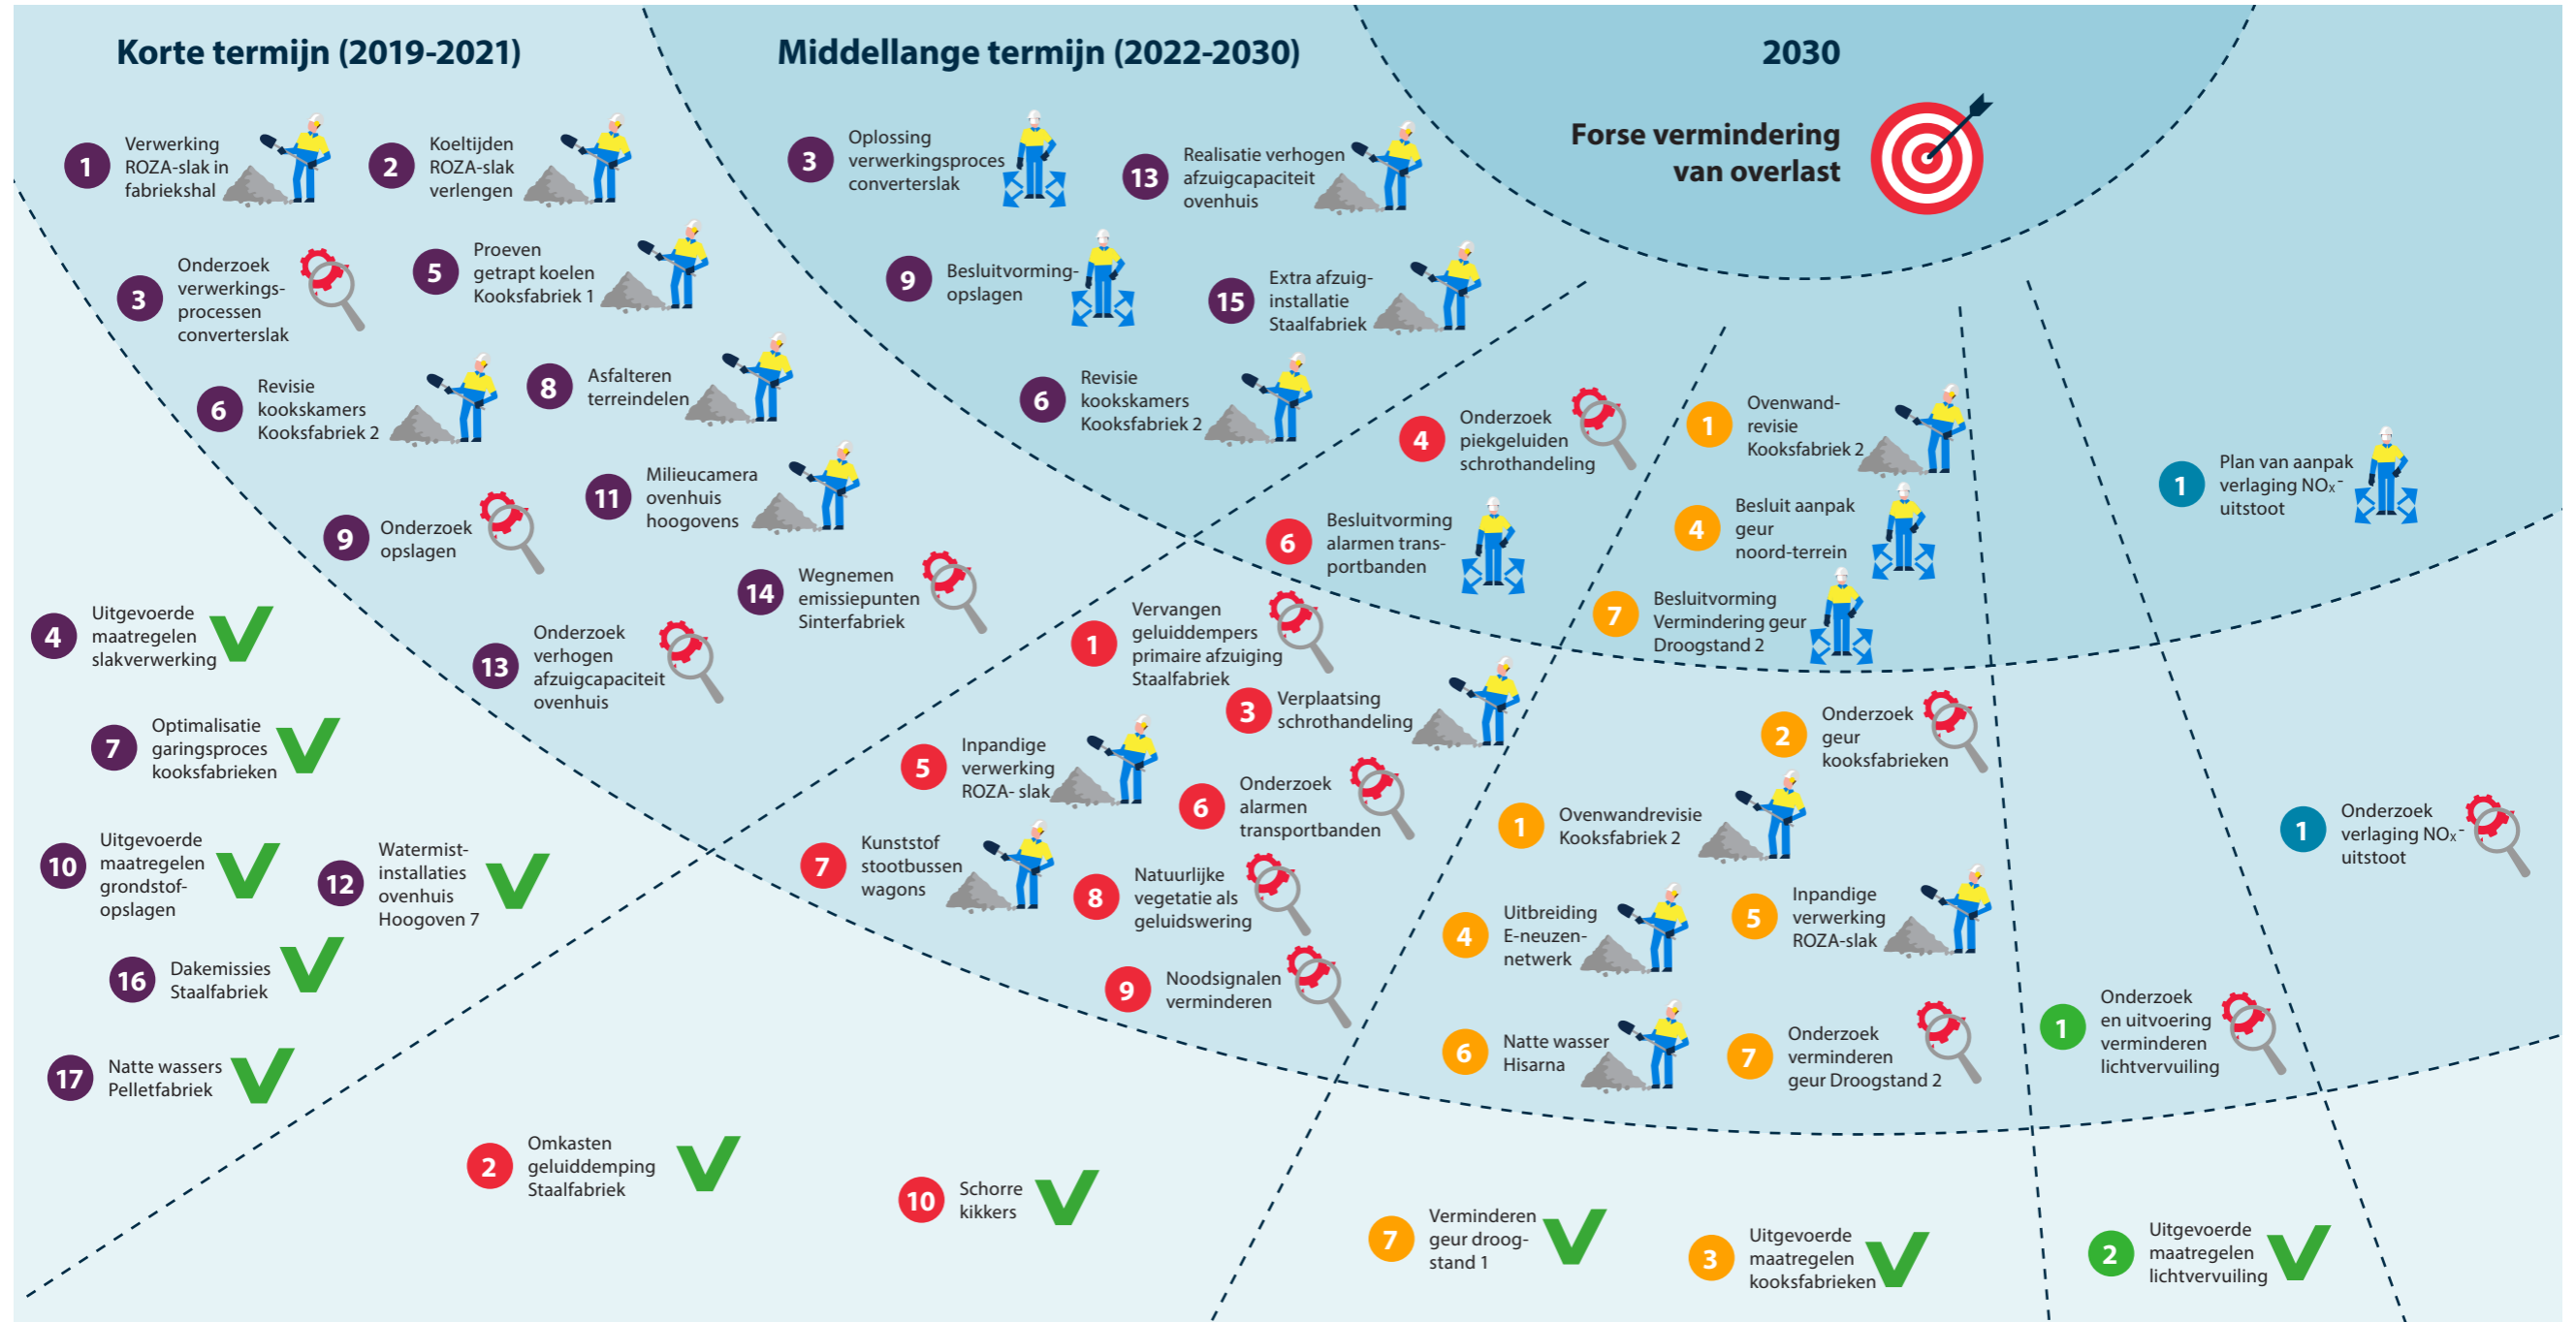 Korte termijn (2019-2021)
Middellange termijn (2022-2030)
2030
Forse vermindering
van overlast
1
Verwerking
ROZA-slak in
fabriekshal
2
Koeltijden
ROZA-slak
verlengen
3
Onderzoek
verwerkings-
processen
converterslak
5
Proeven
getrapt koelen
Kooksfabriek 1
6
Revisie
kookskamers
Kooksfabriek 2
8
Asfalteren
terreindelen
9
Onderzoek
opslagen
11
Milieucamera
ovenhuis
hoogovens
14
Wegnemen
emissiepunten
Sinterfabriek
13
Onderzoek
verhogen
afzuigcapaciteit
ovenhuis
3
Oplossing
verwerkingsproces
converterslak
13
Realisatie verhogen
afzuigcapaciteit
ovenhuis
9
Besluitvorming-
opslagen
15
Extra afzuig-
installatie
Staalfabriek
6
Revisie
kookskamers
Kooksfabriek 2
4
Uitgevoerde
maatregelen
slakverwerking
7
Optimalisatie
garingsproces
kooksfabrieken
10
Uitgevoerde
maatregelen
grondstof-
opslagen
12
Watermist-
installaties
ovenhuis
Hoogoven 7
16
Dakemissies
Staalfabriek
17
Natte wassers
Pelletfabriek
4
Onderzoek
piekgeluiden
schrothandeling
6
Besluitvorming
alarmen trans-
portbanden
1
Vervangen
geluiddempers
primaire afzuiging
Staalfabriek
3
Verplaatsing
schrothandeling
5
Inpandige
verwerking
ROZA- slak
6
Onderzoek
alarmen
transportbanden
7
Kunststof
stootbussen
wagons
8
Natuurlijke
vegetatie als
geluidswering
9
Noodsignalen
verminderen
2
Omkasten
geluiddemping
Staalfabriek
10
Schorre
kikkers
1
Ovenwand-
revisie
Kooksfabriek 2
4
Besluit aanpak
geur
noord-terrein
7
Besluitvorming
Vermindering geur
Droogstand 2
2
Onderzoek
geur
kooksfabrieken
1
Ovenwandrevisie
Kooksfabriek 2
4
Uitbreiding
E-neuzen-
netwerk
5
Inpandige
verwerking
ROZA-slak
6
Natte wasser
Hisarna
7
Onderzoek
verminderen
geur Droogstand 2
7
Verminderen
geur droog-
stand 1
3
Uitgevoerde
maatregelen
kooksfabrieken
1
Onderzoek
en uitvoering
verminderen
lichtvervuiling
2
Uitgevoerde
maatregelen
lichtvervuiling
1
Plan van aanpak
verlaging NOₓ-
uitstoot
1
Onderzoek
verlaging NOₓ-
uitstoot